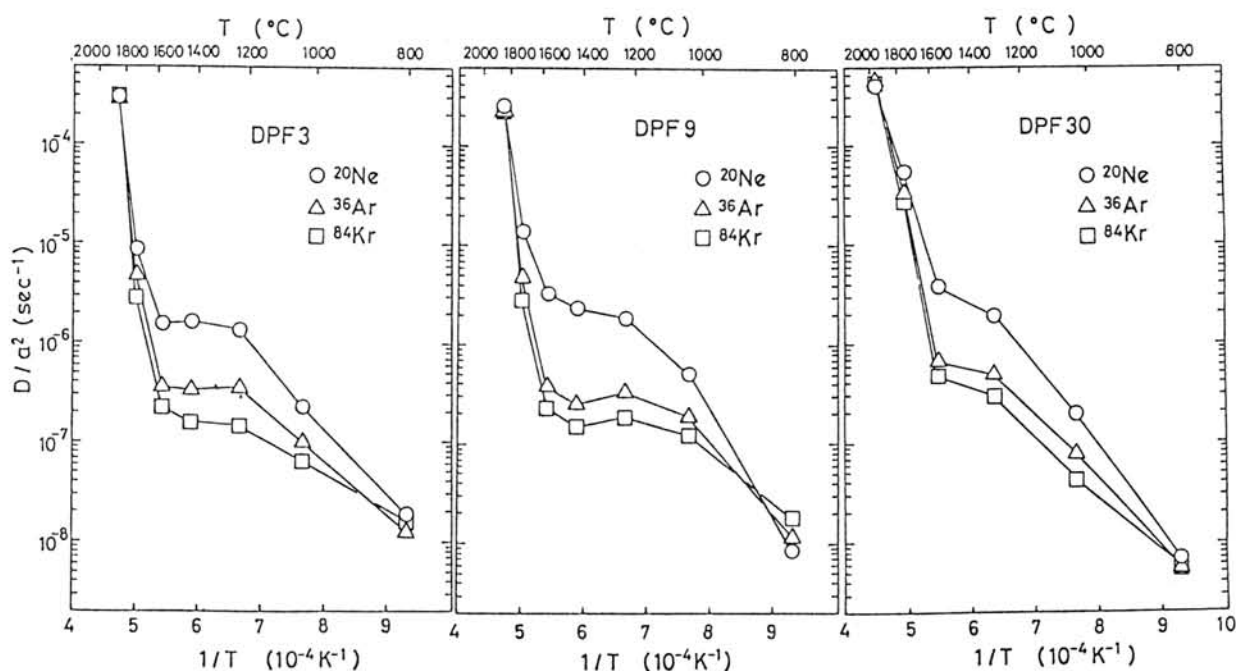 T (°C)
2000 1800 1600 1400 1200 1000 800
DPF3
○ ²⁰Ne
△ ³⁶Ar
□ ⁸⁴Kr
D/a² (sec⁻¹)
10⁻⁴
10⁻⁵
10⁻⁶
10⁻⁷
10⁻⁸
4 5 6 7 8 9
1/T (10⁻⁴K⁻¹)
T (°C)
2000 1800 1600 1400 1200 1000 800
DPF9
○ ²⁰Ne
△ ³⁶Ar
□ ⁸⁴Kr
4 5 6 7 8 9
1/T (10⁻⁴K⁻¹)
T (°C)
2000 1800 1600 1400 1200 1000 800
DPF30
○ ²⁰Ne
△ ³⁶Ar
□ ⁸⁴Kr
4 5 6 7 8 9 10
1/T (10⁻⁴K⁻¹)